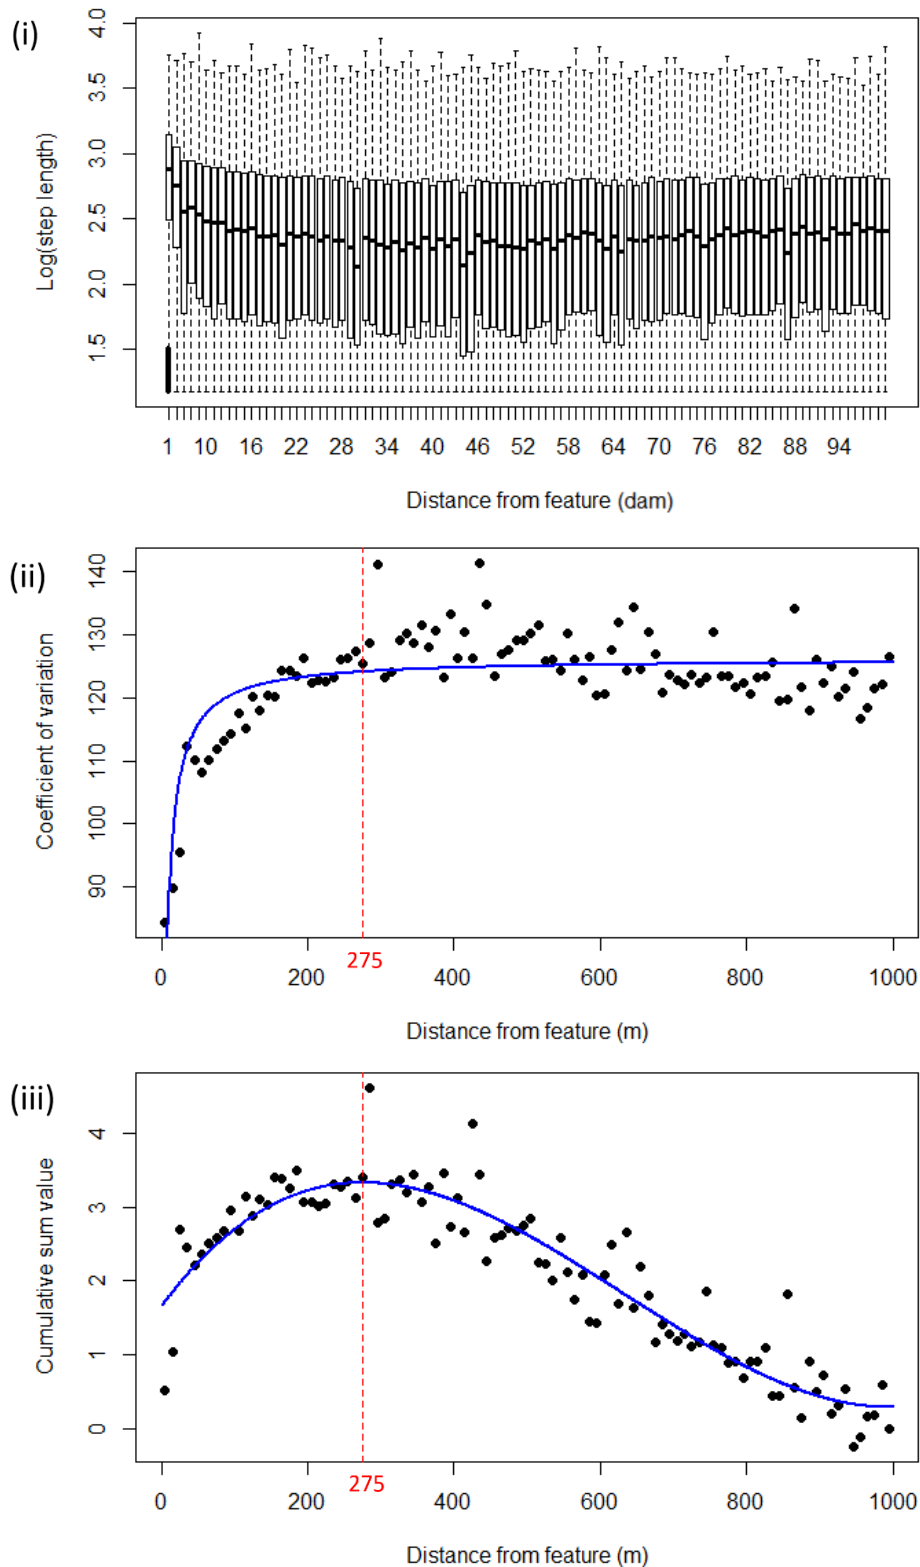 (i)
Log(step length)
4.0
3.5
3.0
2.5
2.0
1.5
1 10 16 22 28 34 40 46 52 58 64 70 76 82 88 94
Distance from feature (dam)
(ii)
Coefficient of variation
140
130
120
110
100
90
0 200 400 600 800 1000
275
Distance from feature (m)
(iii)
Cumulative sum value
4
3
2
1
0
0 200 400 600 800 1000
275
Distance from feature (m)